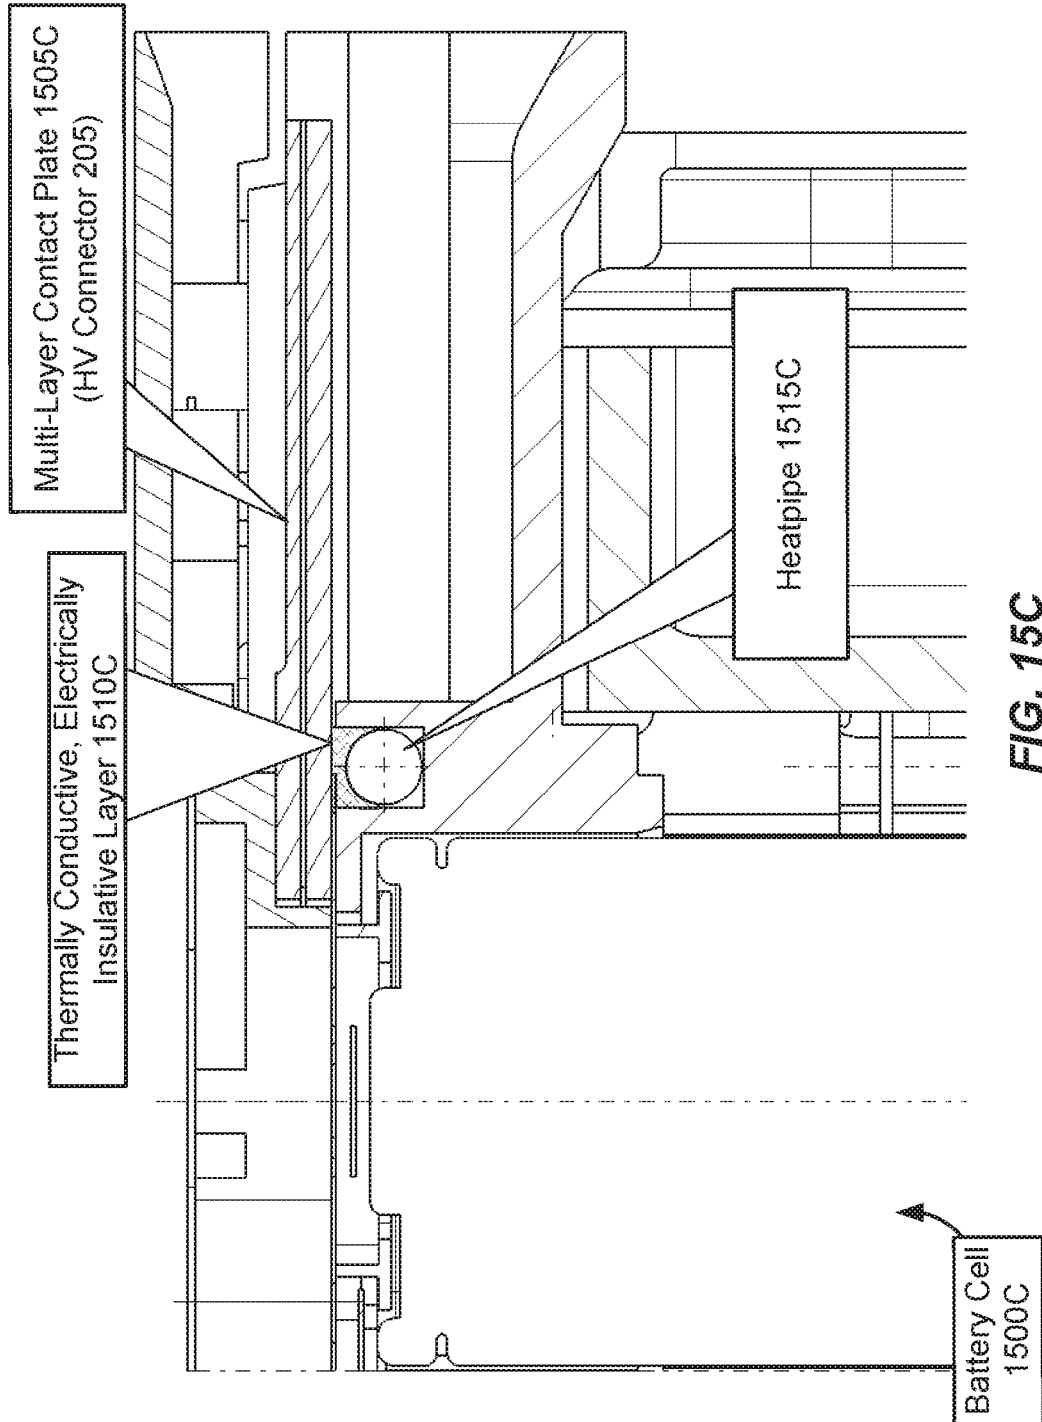 Multi-Layer Contact Plate 1505C
(HV Connector 205)
Thermally Conductive, Electrically
Insulative Layer 1510C
Heatpipe 1515C
Battery Cell
1500C
FIG. 15C